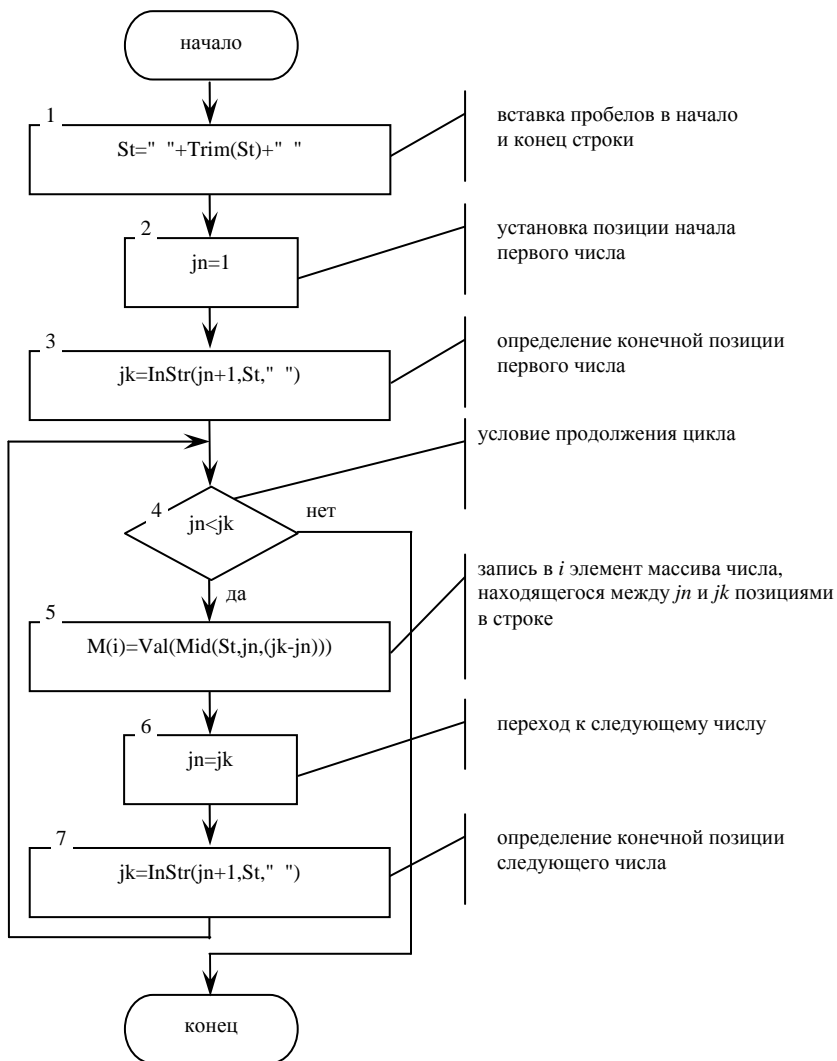 начало
1
St=" "+Trim(St)+" "
вставка пробелов в начало
и конец строки
2
jn=1
установка позиции начала
первого числа
3
jk=InStr(jn+1,St," ")
определение конечной позиции
первого числа
условие продолжения цикла
4
jn<jk
нет
да
запись в i элемент массива числа,
находящегося между jn и jk позициями
в строке
5
M(i)=Val(Mid(St,jn,(jk-jn)))
6
jn=jk
переход к следующему числу
7
jk=InStr(jn+1,St," ")
определение конечной позиции
следующего числа
конец